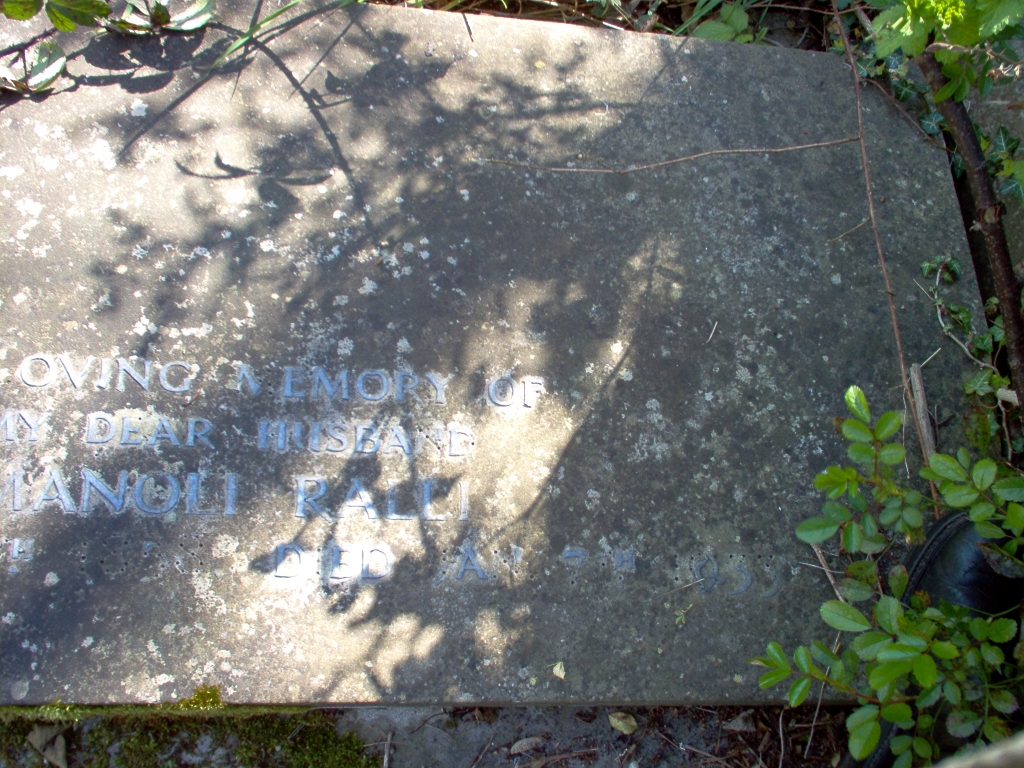 OVING MEMORY OF
MY DEAR HUSBAND
MANOLI RALLI
DIED